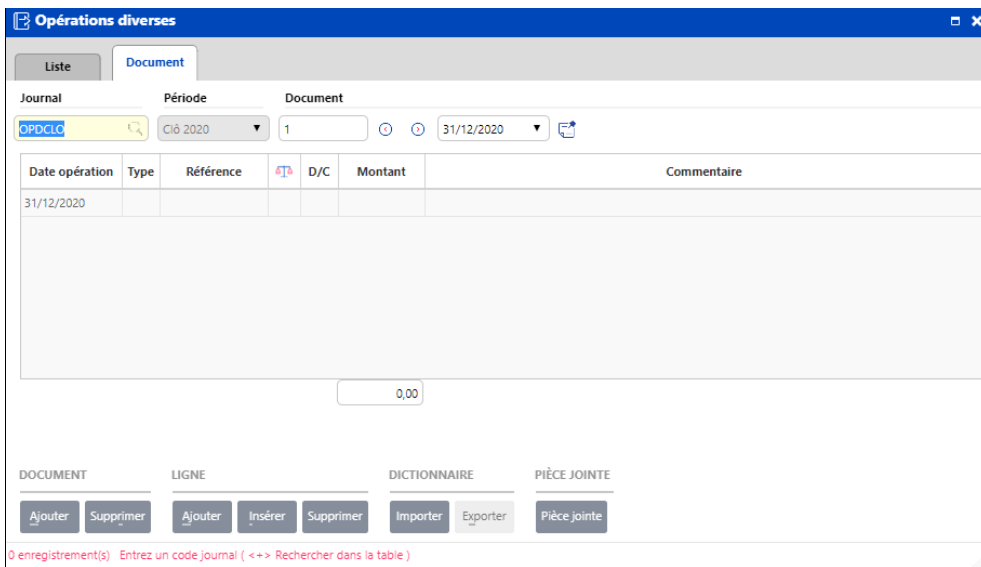 Opérations diverses
Liste Document
Journal Période Document
OPDCLO Clô 2020 1 31/12/2020
Date opération Type Référence D/C Montant Commentaire
31/12/2020
0,00
DOCUMENT LIGNE DICTIONNAIRE PIÈCE JOINTE
Ajouter Supprimer Ajouter Insérer Supprimer Importer Exporter Pièce jointe
0 enregistrement(s) Entrez un code journal ( <+> Rechercher dans la table )